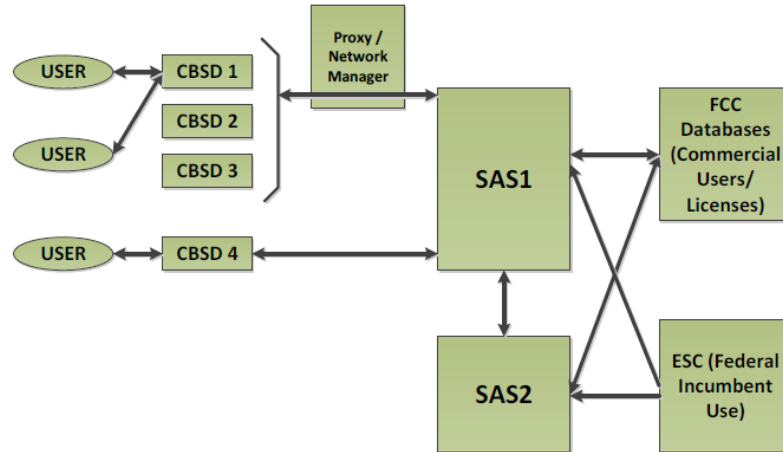 USER
CBSD 1
Proxy /
Network
Manager
CBSD 2
USER
CBSD 3
SAS1
FCC
Databases
(Commercial
Users/
Licenses)
USER
CBSD 4
SAS2
ESC (Federal
Incumbent
Use)